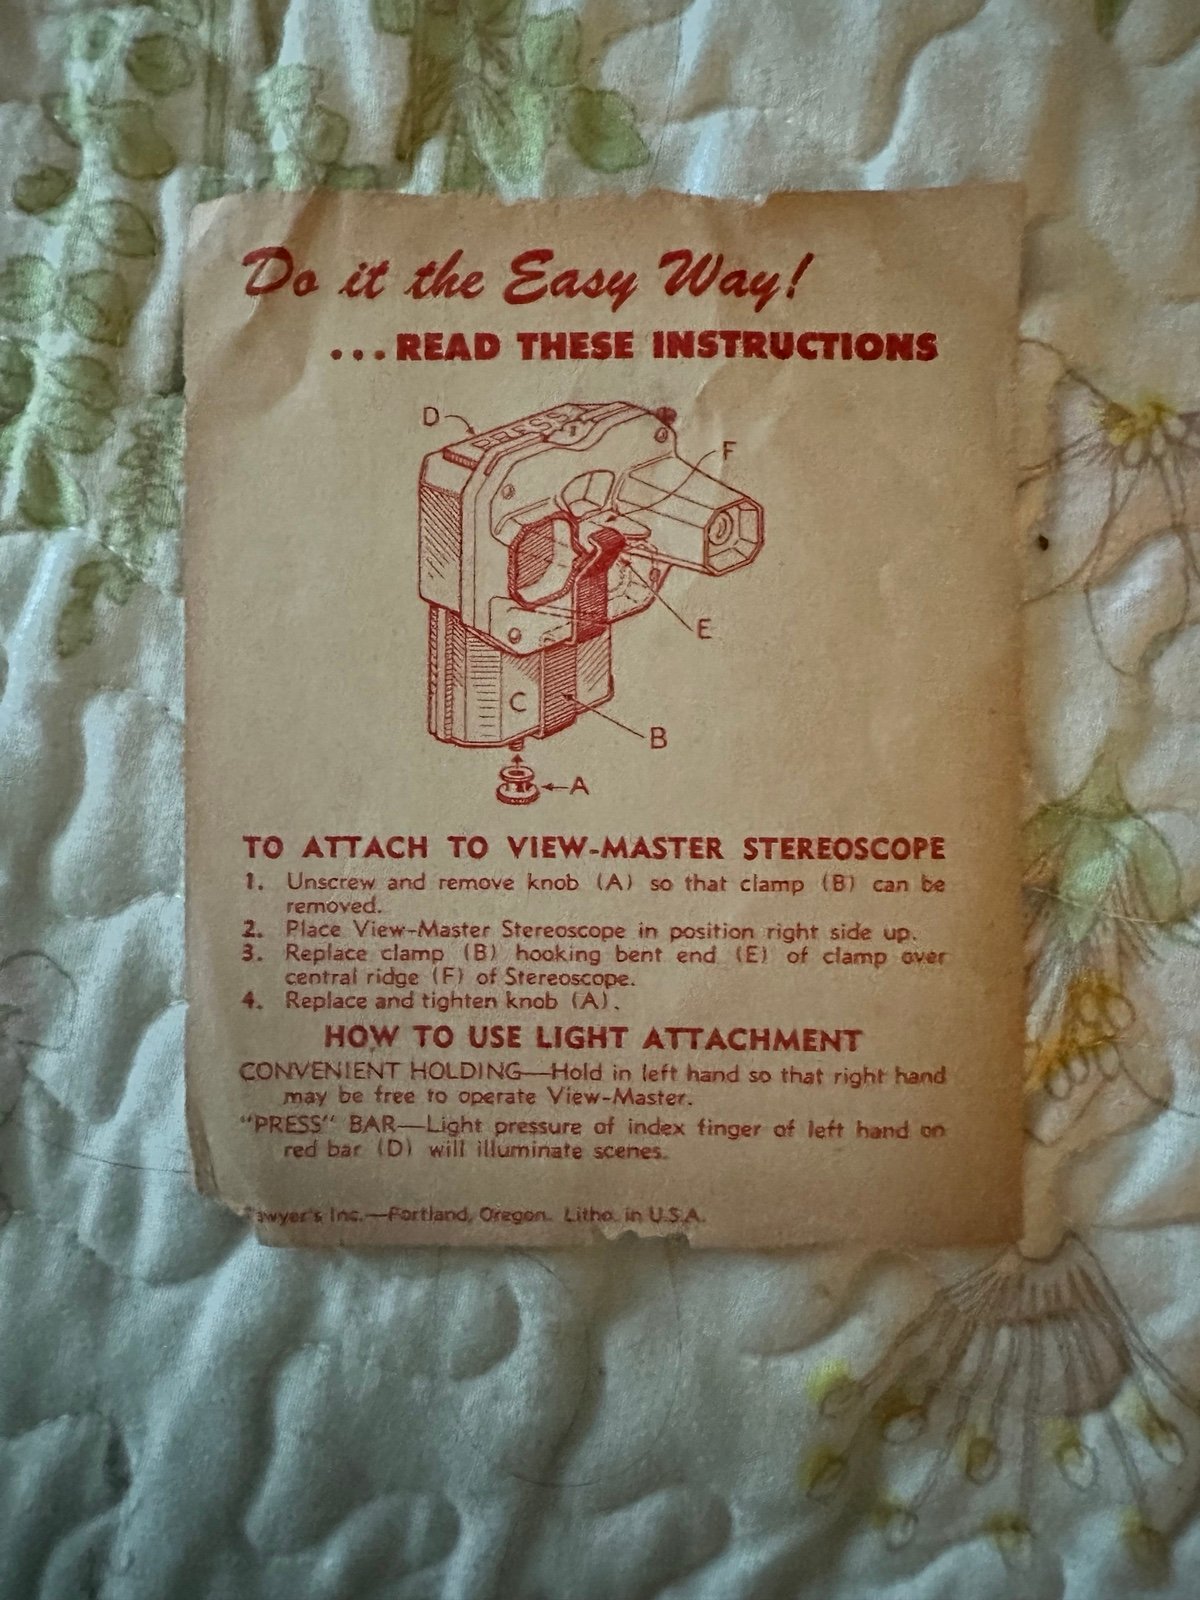 Do it the Easy Way!
...READ THESE INSTRUCTIONS
D
PRESS
F
E
C
B
A
TO ATTACH TO VIEW-MASTER STEREOSCOPE
1. Unscrew and remove knob (A) so that clamp (B) can be
removed.
2. Place View-Master Stereoscope in position right side up.
3. Replace clamp (B) hooking bent end (E) of clamp over
central ridge (F) of Stereoscope.
4. Replace and tighten knob (A).
HOW TO USE LIGHT ATTACHMENT
CONVENIENT HOLDING—Hold in left hand so that right hand
may be free to operate View-Master.
"PRESS" BAR—Light pressure of index finger of left hand on
red bar (D) will illuminate scenes.
Sawyer's Inc.—Portland, Oregon. Litho. in U.S.A.